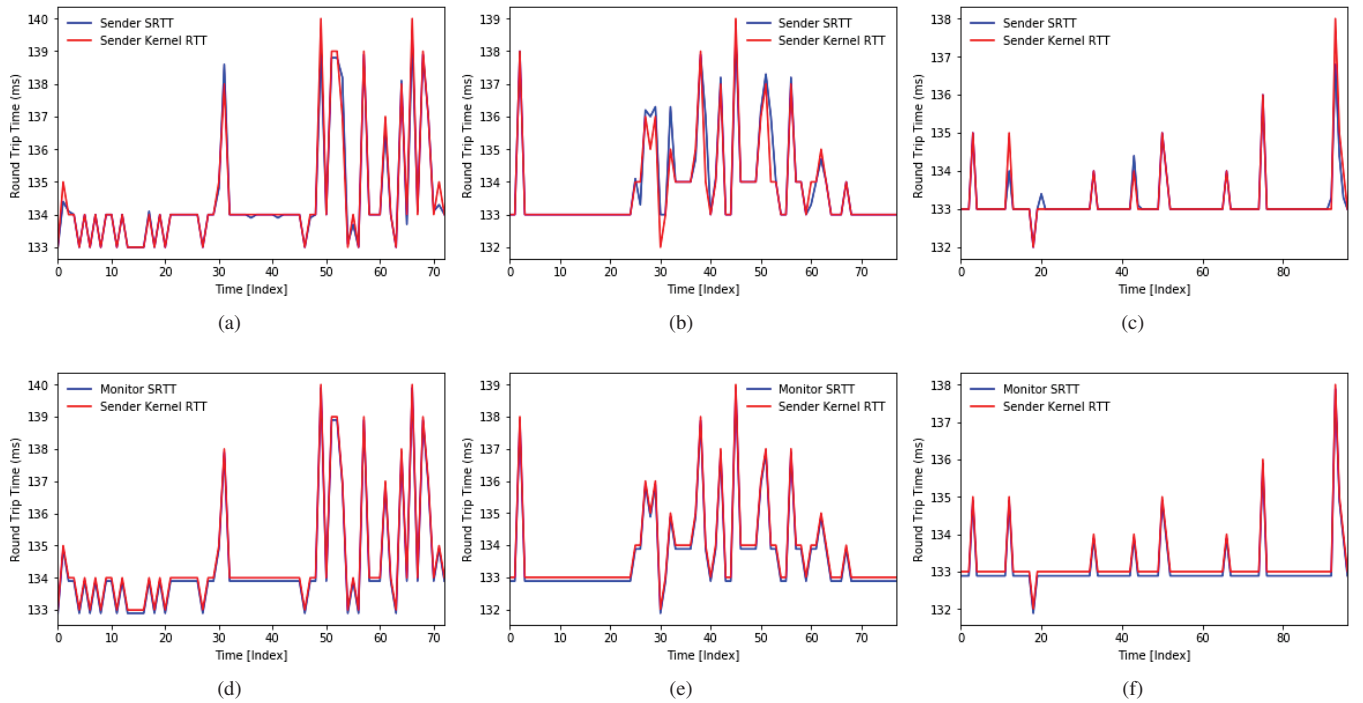 Sender SRTT
Sender Kernel RTT
Round Trip Time (ms)
140
139
138
137
136
135
134
133
0 10 20 30 40 50 60 70
Time [Index]
(a)
Sender SRTT
Sender Kernel RTT
Round Trip Time (ms)
139
138
137
136
135
134
133
132
0 10 20 30 40 50 60 70
Time [Index]
(b)
Sender SRTT
Sender Kernel RTT
Round Trip Time (ms)
138
137
136
135
134
133
132
0 20 40 60 80
Time [Index]
(c)
Monitor SRTT
Sender Kernel RTT
Round Trip Time (ms)
140
139
138
137
136
135
134
133
0 10 20 30 40 50 60 70
Time [Index]
(d)
Monitor SRTT
Sender Kernel RTT
Round Trip Time (ms)
139
138
137
136
135
134
133
132
0 10 20 30 40 50 60 70
Time [Index]
(e)
Monitor SRTT
Sender Kernel RTT
Round Trip Time (ms)
138
137
136
135
134
133
132
0 20 40 60 80
Time [Index]
(f)